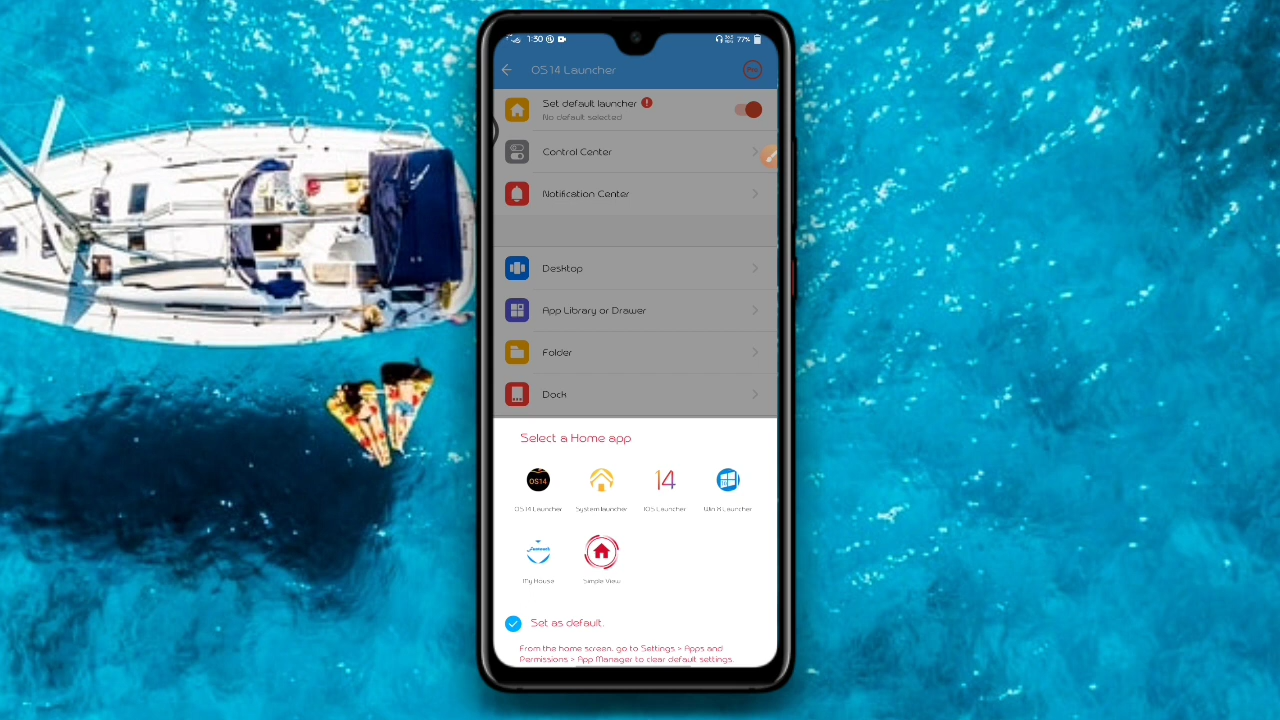 1:30
77%
OS14 Launcher
Pro
Set default launcher
No default selected
Control Center
Notification Center
Desktop
App Library or Drawer
Folder
Dock
Select a Home app
OS14
14
OS14 Launcher
System launcher
IOS Launcher
Win X Launcher
My House
Simple View
Set as default.
From the home screen, go to Settings > Apps and
Permissions > App Manager to clear default settings.